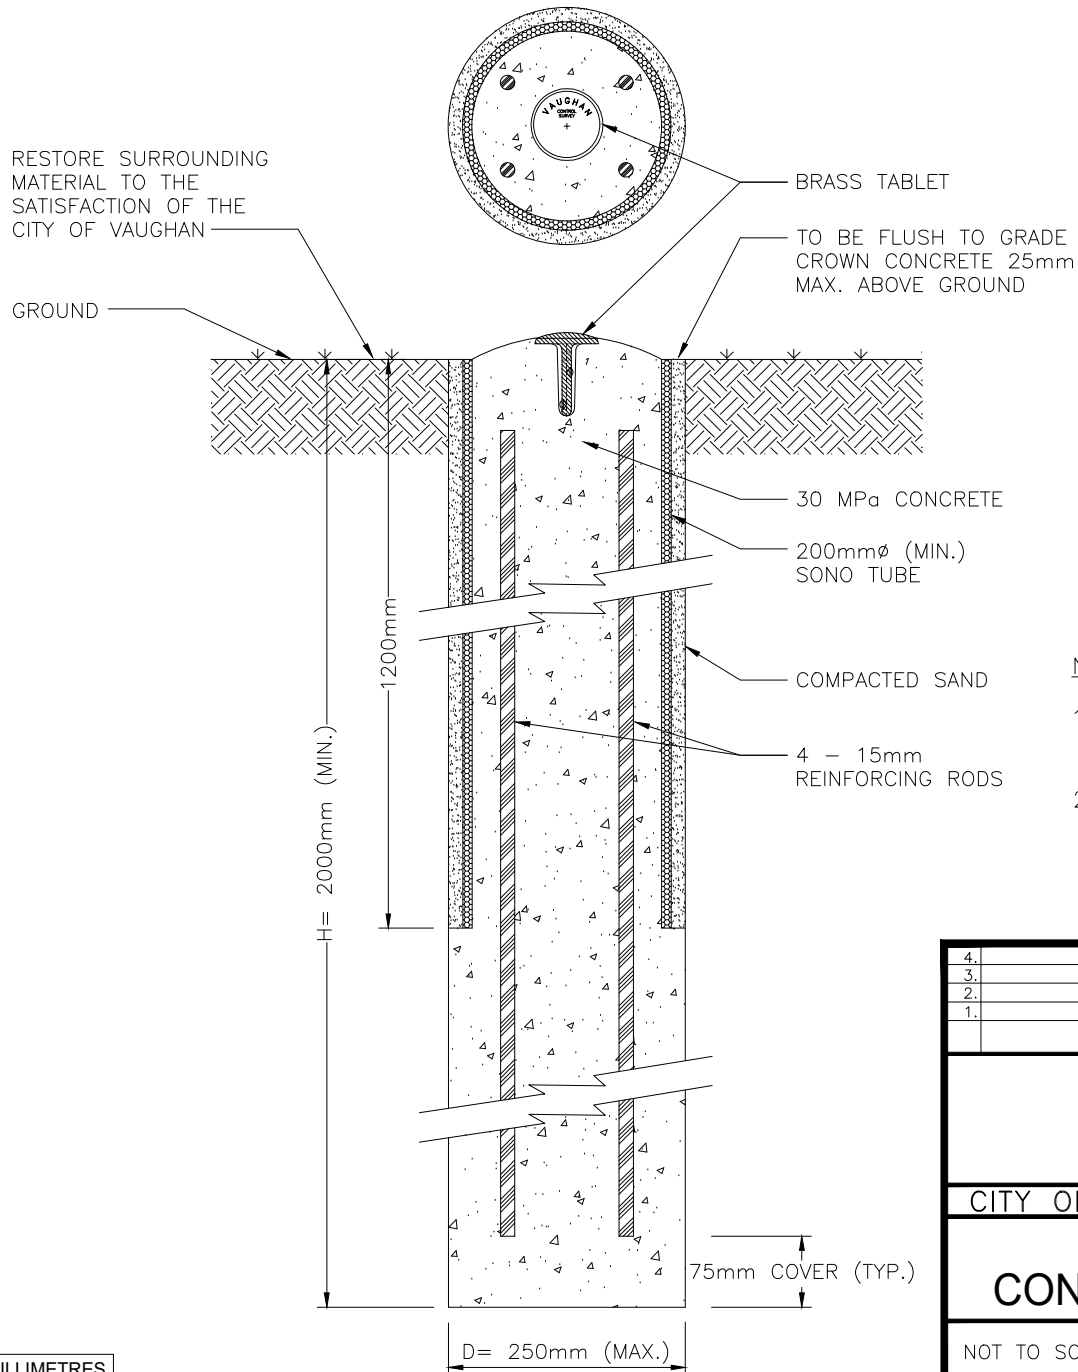 VAUGHAN
CONTROL
SURVEY
RESTORE SURROUNDING
MATERIAL TO THE
SATISFACTION OF THE
CITY OF VAUGHAN
GROUND
BRASS TABLET
TO BE FLUSH TO GRADE
CROWN CONCRETE 25mm
MAX. ABOVE GROUND
30 MPa CONCRETE
200mmø (MIN.)
SONO TUBE
1200mm
COMPACTED SAND
H= 2000mm (MIN.)
4 - 15mm
REINFORCING RODS
4.
3.
2.
1.
CITY
CON
75mm COVER (TYP.)
NOT TO SC
D= 250mm (MAX.)
ILLIMETRES